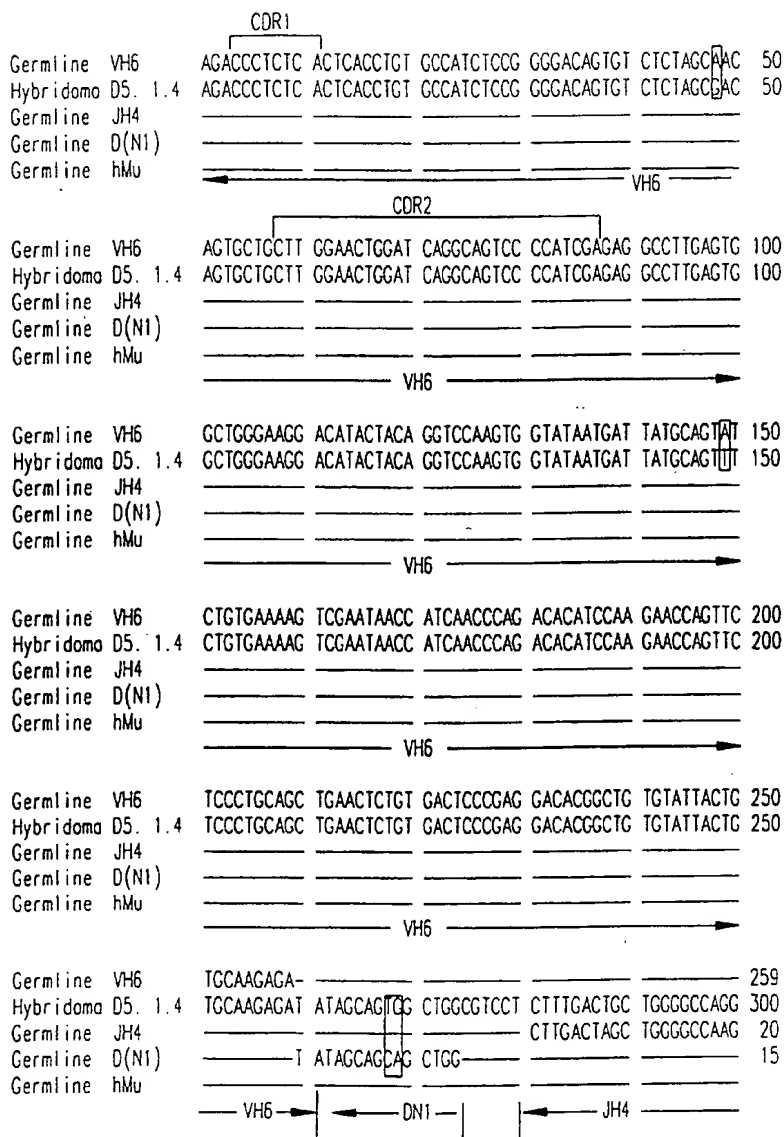 CDR1
Germline VH6 AGACCCTCTC ACTCACCTGT GCCATCTCCG GGGACAGTGT CTCTAGCAAC 50
Hybridoma D5. 1.4 AGACCCTCTC ACTCACCTGT GCCATCTCCG GGGACAGTGT CTCTAGCGAC 50
Germline JH4
Germline D(N1)
Germline hMu
VH6
CDR2
Germline VH6 AGTGCTGCTT GGAACTGGAT CAGGCAGTCC CCATCGAGAG GCCTTGAGTG 100
Hybridoma D5. 1.4 AGTGCTGCTT GGAACTGGAT CAGGCAGTCC CCATCGAGAG GCCTTGAGTG 100
Germline JH4
Germline D(N1)
Germline hMu
VH6
Germline VH6 GCTGGGAAGG ACATACTACA GGTCCAAGTG GTATAATGAT TATGCAGTAT 150
Hybridoma D5. 1.4 GCTGGGAAGG ACATACTACA GGTCCAAGTG GTATAATGAT TATGCAGTTT 150
Germline JH4
Germline D(N1)
Germline hMu
VH6
Germline VH6 CTGTGAAAAG TCGAATAACC ATCAACCCAG ACACATCCAA GAACCAGTTC 200
Hybridoma D5. 1.4 CTGTGAAAAG TCGAATAACC ATCAACCCAG ACACATCCAA GAACCAGTTC 200
Germline JH4
Germline D(N1)
Germline hMu
VH6
Germline VH6 TCCCTGCAGC TGAACTCTGT GACTCCCGAG GACACGGCTG TGTATTACTG 250
Hybridoma D5. 1.4 TCCCTGCAGC TGAACTCTGT GACTCCCGAG GACACGGCTG TGTATTACTG 250
Germline JH4
Germline D(N1)
Germline hMu
VH6
Germline VH6 TGCAAGAGA- 259
Hybridoma D5. 1.4 TGCAAGAGAT ATAGCAGTGG CTGGCGTCCT CTTTGACTGC TGGGGCCAGG 300
Germline JH4 CTTGACTAGC TGGGGCCAAG 20
Germline D(N1) T ATAGCAGCAG CTGG 15
Germline hMu
VH6 DN1 JH4